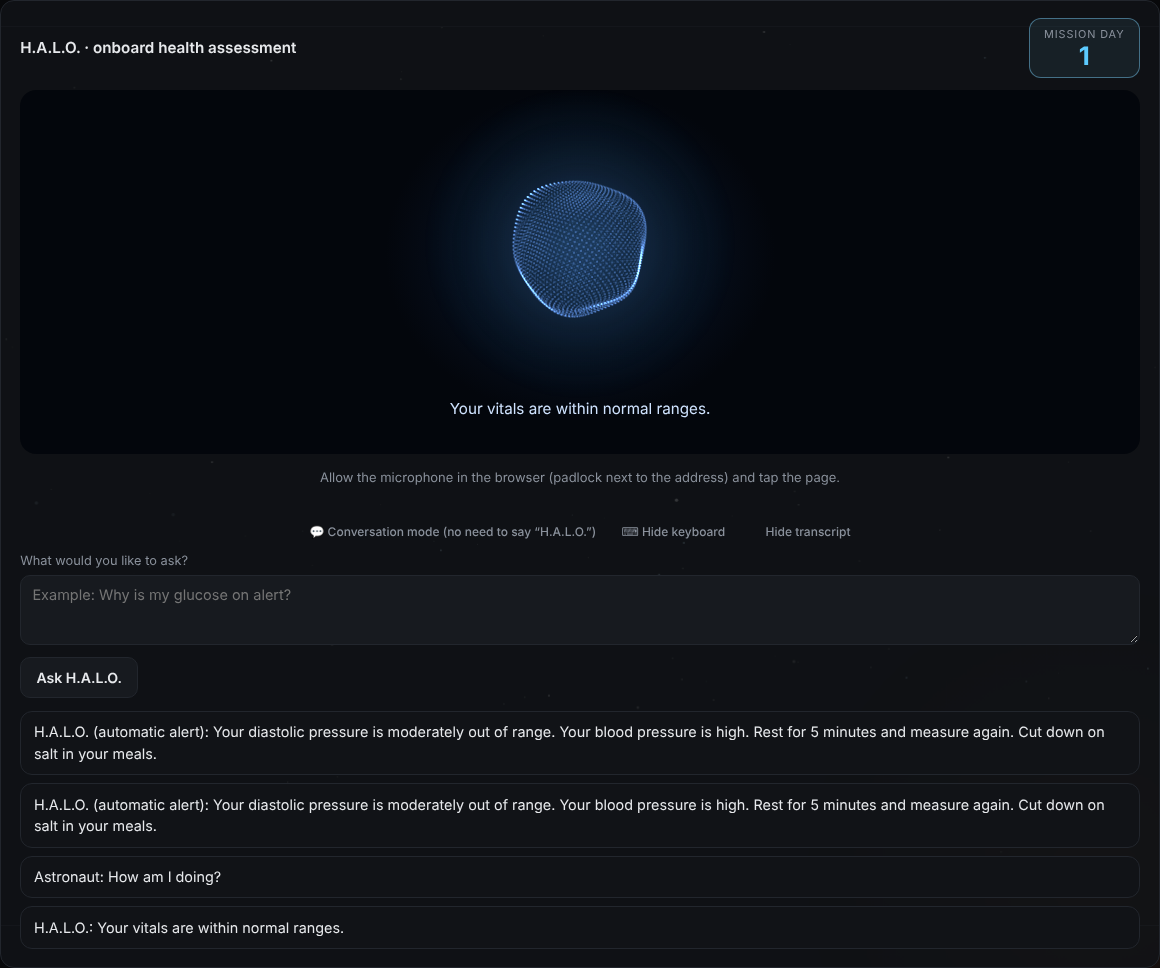 H.A.L.O. · onboard health assessment
MISSION DAY
1
Your vitals are within normal ranges.
Allow the microphone in the browser (padlock next to the address) and tap the page.
💬 Conversation mode (no need to say “H.A.L.O.”)
⌨ Hide keyboard
Hide transcript
What would you like to ask?
Example: Why is my glucose on alert?
Ask H.A.L.O.
H.A.L.O. (automatic alert): Your diastolic pressure is moderately out of range. Your blood pressure is high. Rest for 5 minutes and measure again. Cut down on
salt in your meals.
H.A.L.O. (automatic alert): Your diastolic pressure is moderately out of range. Your blood pressure is high. Rest for 5 minutes and measure again. Cut down on
salt in your meals.
Astronaut: How am I doing?
H.A.L.O.: Your vitals are within normal ranges.